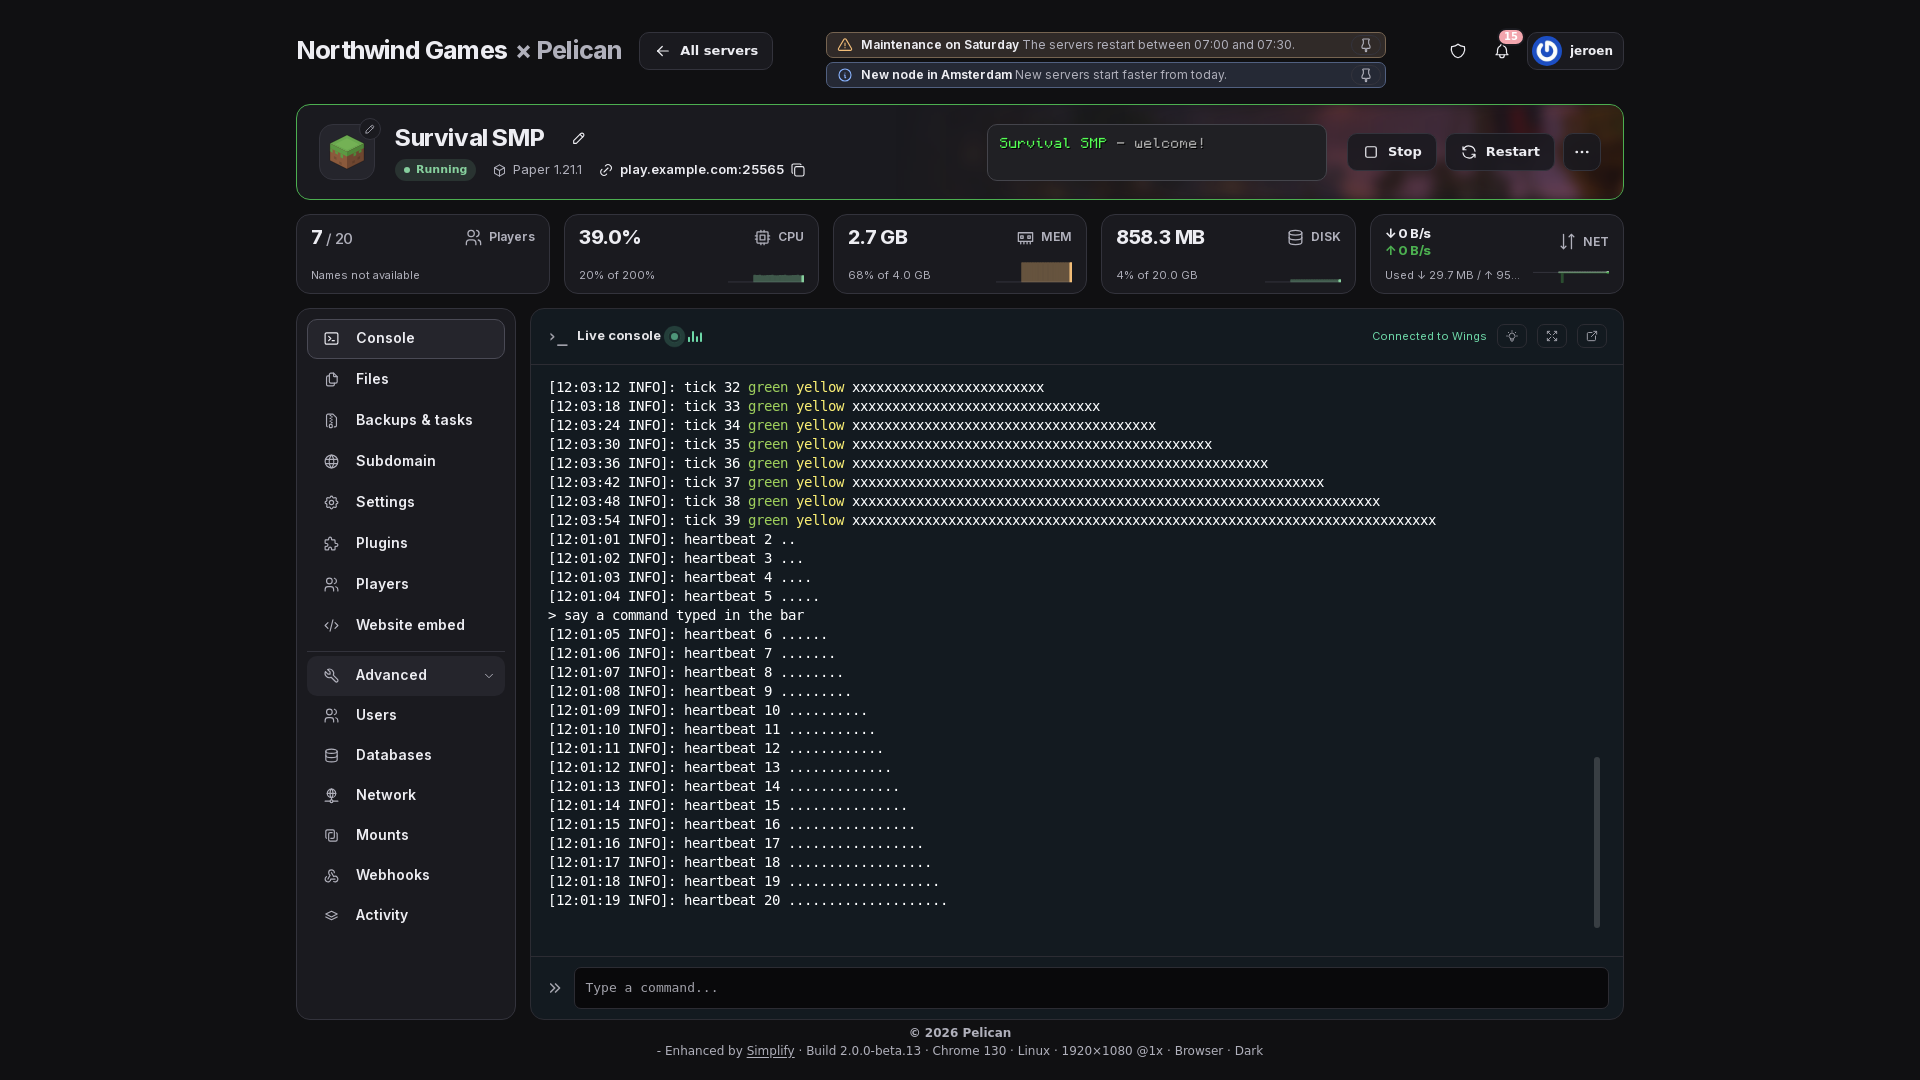 Northwind Games × Pelican
All servers
Maintenance on Saturday The servers restart between 07:00 and 07:30.
New node in Amsterdam New servers start faster from today.
15
jeroen
Survival SMP
Running
Paper 1.21.1
play.example.com:25565
Survival SMP - welcome!
Stop
Restart
7 / 20
Players
Names not available
39.0%
CPU
20% of 200%
2.7 GB
MEM
68% of 4.0 GB
858.3 MB
DISK
4% of 20.0 GB
↓ 0 B/s
↑ 0 B/s
NET
Used ↓ 29.7 MB / ↑ 95...
Console
Files
Backups & tasks
Subdomain
Settings
Plugins
Players
Website embed
Advanced
Users
Databases
Network
Mounts
Webhooks
Activity
>_ Live console
Connected to Wings
[12:03:12 INFO]: tick 32 green yellow xxxxxxxxxxxxxxxxxxxxxxxx
[12:03:18 INFO]: tick 33 green yellow xxxxxxxxxxxxxxxxxxxxxxxxxxxxxxx
[12:03:24 INFO]: tick 34 green yellow xxxxxxxxxxxxxxxxxxxxxxxxxxxxxxxxxxxxxx
[12:03:30 INFO]: tick 35 green yellow xxxxxxxxxxxxxxxxxxxxxxxxxxxxxxxxxxxxxxxxxxxxx
[12:03:36 INFO]: tick 36 green yellow xxxxxxxxxxxxxxxxxxxxxxxxxxxxxxxxxxxxxxxxxxxxxxxxxxxx
[12:03:42 INFO]: tick 37 green yellow xxxxxxxxxxxxxxxxxxxxxxxxxxxxxxxxxxxxxxxxxxxxxxxxxxxxxxxxxxx
[12:03:48 INFO]: tick 38 green yellow xxxxxxxxxxxxxxxxxxxxxxxxxxxxxxxxxxxxxxxxxxxxxxxxxxxxxxxxxxxxxxxxxx
[12:03:54 INFO]: tick 39 green yellow xxxxxxxxxxxxxxxxxxxxxxxxxxxxxxxxxxxxxxxxxxxxxxxxxxxxxxxxxxxxxxxxxxxxxxxxx
[12:01:01 INFO]: heartbeat 2 ..
[12:01:02 INFO]: heartbeat 3 ...
[12:01:03 INFO]: heartbeat 4 ....
[12:01:04 INFO]: heartbeat 5 .....
> say a command typed in the bar
[12:01:05 INFO]: heartbeat 6 ......
[12:01:06 INFO]: heartbeat 7 .......
[12:01:07 INFO]: heartbeat 8 ........
[12:01:08 INFO]: heartbeat 9 .........
[12:01:09 INFO]: heartbeat 10 ..........
[12:01:10 INFO]: heartbeat 11 ...........
[12:01:11 INFO]: heartbeat 12 ............
[12:01:12 INFO]: heartbeat 13 .............
[12:01:13 INFO]: heartbeat 14 ..............
[12:01:14 INFO]: heartbeat 15 ...............
[12:01:15 INFO]: heartbeat 16 ................
[12:01:16 INFO]: heartbeat 17 .................
[12:01:17 INFO]: heartbeat 18 ..................
[12:01:18 INFO]: heartbeat 19 ...................
[12:01:19 INFO]: heartbeat 20 ....................
Type a command...
© 2026 Pelican
- Enhanced by Simplify · Build 2.0.0-beta.13 · Chrome 130 · Linux · 1920×1080 @1x · Browser · Dark